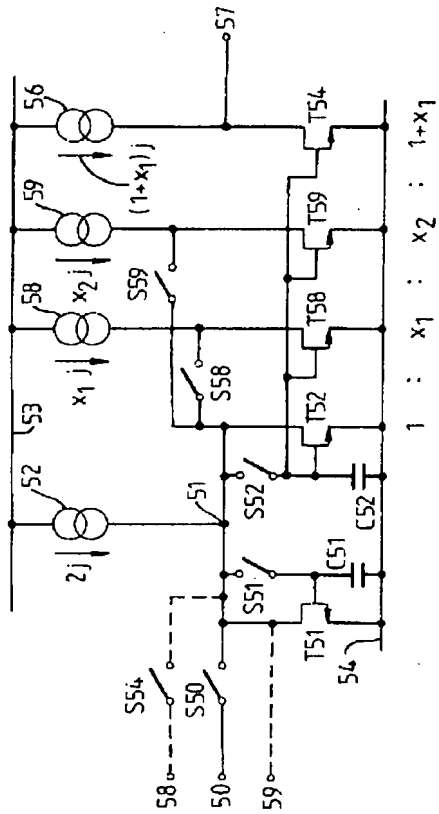 53
52
58
59
56
2j
x₁j
x₂j
(1+x₁)j
57
S54
S59
58
S58
S50
50
51
S51
S52
59
T51
C51
C52
T52
T58
T59
T54
54
1 : x₁ : x₂ : 1+x₁